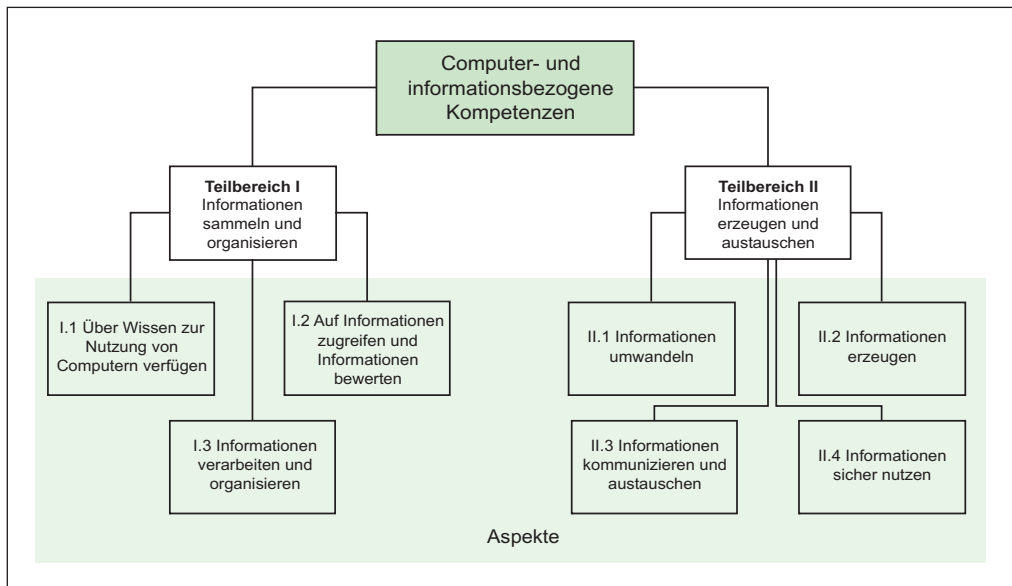 Computer- und
informationsbezogene
Kompetenzen
Teilbereich I
Informationen
sammeln und
organisieren
Teilbereich II
Informationen
erzeugen und
austauschen
I.1 Über Wissen zur
Nutzung von
Computern verfügen
I.2 Auf Informationen
zugreifen und
Informationen
bewerten
II.1 Informationen
umwandeln
II.2 Informationen
erzeugen
I.3 Informationen
verarbeiten und
organisieren
II.3 Informationen
kommunizieren und
austauschen
II.4 Informationen
sicher nutzen
Aspekte